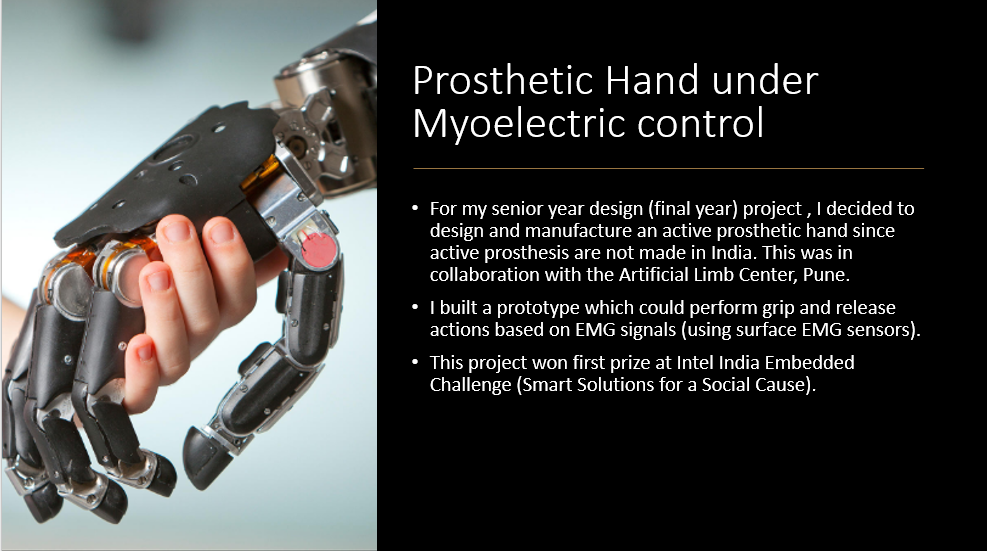 Prosthetic Hand under
Myoelectric control
• For my senior year design (final year) project , I decided to
design and manufacture an active prosthetic hand since
active prosthesis are not made in India. This was in
collaboration with the Artificial Limb Center, Pune.
• I built a prototype which could perform grip and release
actions based on EMG signals (using surface EMG sensors).
• This project won first prize at Intel India Embedded
Challenge (Smart Solutions for a Social Cause).